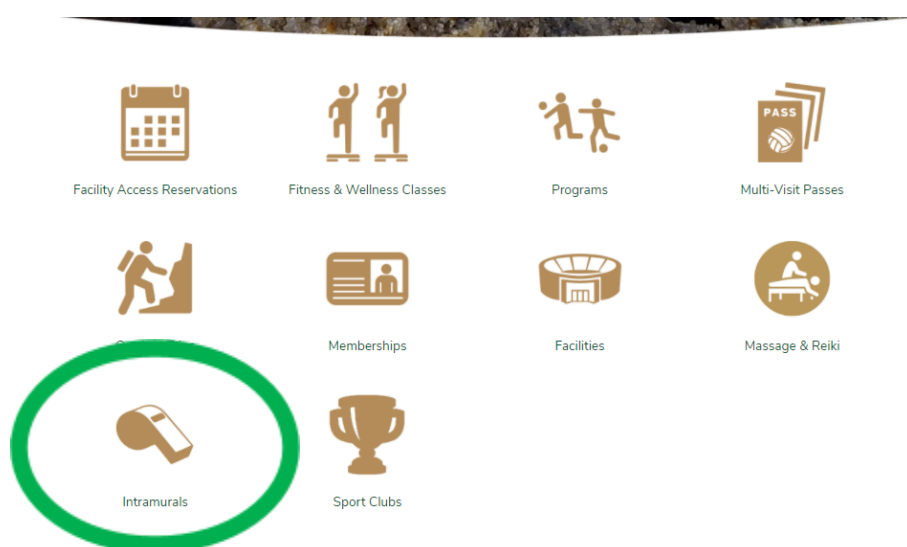 PASS
Facility Access Reservations
Fitness & Wellness Classes
Programs
Multi-Visit Passes
Memberships
Facilities
Massage & Reiki
Intramurals
Sport Clubs